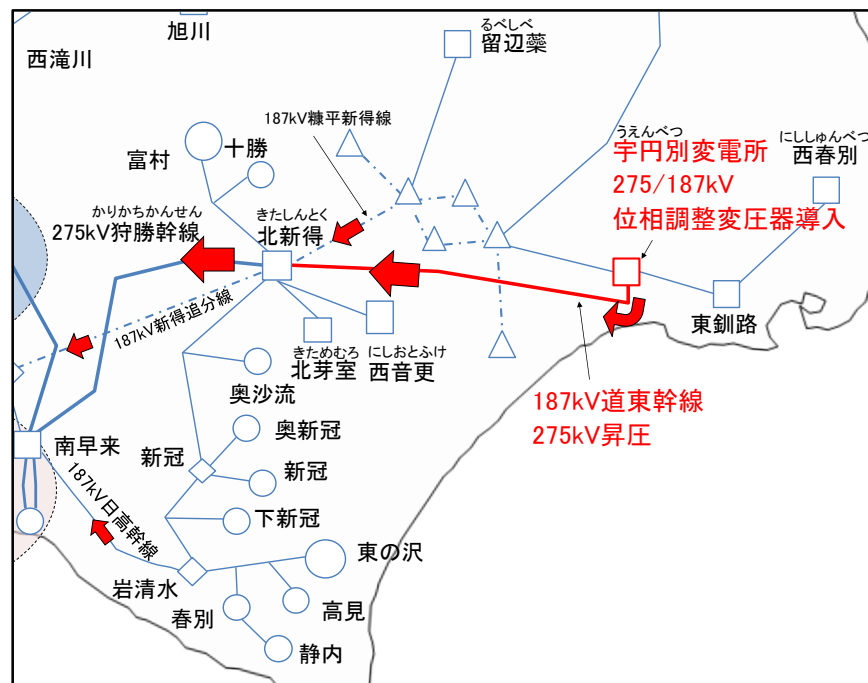 旭川
西滝川
るべしべ
留辺蘂
187kV糠平新得線
富村
十勝
うえんべつ
宇円別変電所
275/187kV
位相調整変圧器導入
にししゅんべつ
西春別
かりかちかんせん
275kV狩勝幹線
きたしんとく
北新得
187kV新得追分線
東釧路
きためむろ
北芽室
にしおとふけ
西音更
奥沙流
187kV道東幹線
275kV昇圧
奥新冠
南早来
新冠
新冠
187kV日高幹線
下新冠
東の沢
岩清水
春別
高見
静内